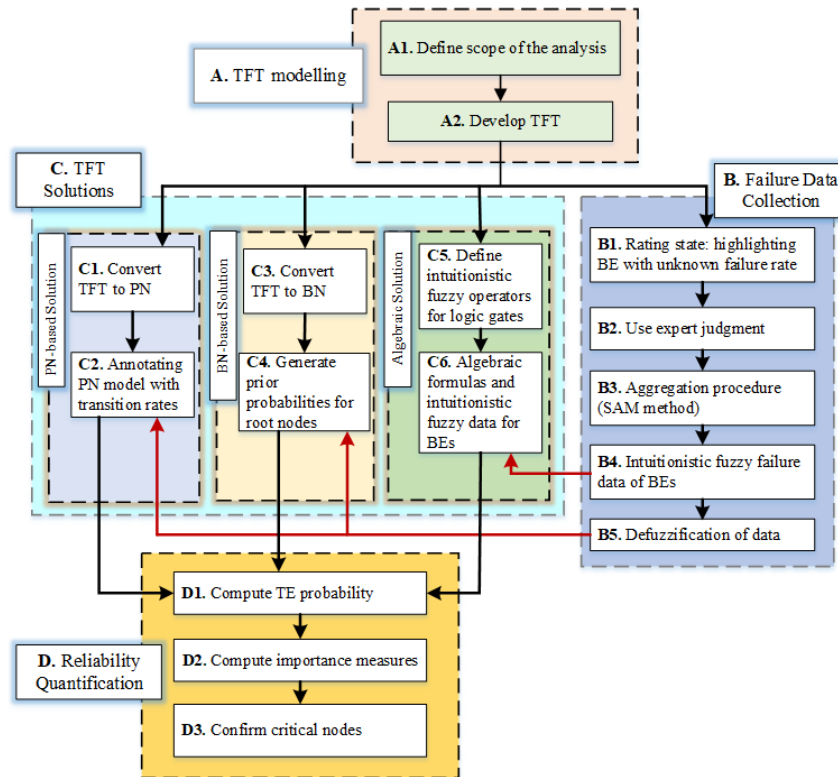 A1. Define scope of the analysis
A. TFT modelling
A2. Develop TFT
C. TFT
Solutions
B. Failure Data
Collection
PN-based Solution
C1. Convert
TFT to PN
C2. Annotating
PN model with
transition rates
BN-based Solution
C3. Convert
TFT to BN
C4. Generate
prior
probabilities for
root nodes
Algebraic Solution
C5. Define
intuitionistic
fuzzy operators
for logic gates
C6. Algebraic
formulas and
intuitionistic
fuzzy data for
BEs
B1. Rating state: highlighting
BE with unknown failure rate
B2. Use expert judgment
B3. Aggregation procedure
(SAM method)
B4. Intuitionistic fuzzy failure
data of BEs
B5. Defuzzification of data
D1. Compute TE probability
D. Reliability
Quantification
D2. Compute importance measures
D3. Confirm critical nodes